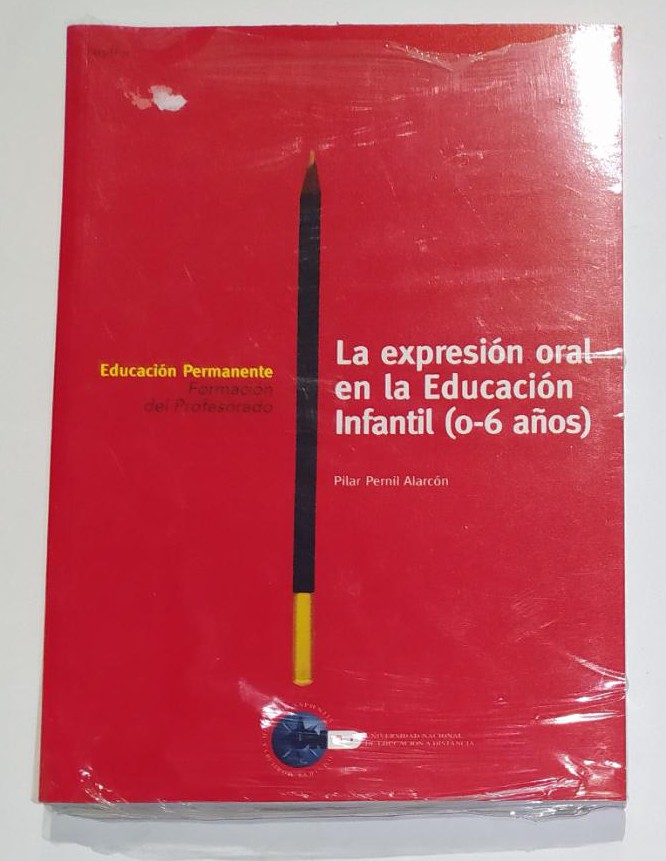 Educación Permanente
Formación
del Profesorado
La expresión oral
en la Educación
Infantil (0-6 años)
Pilar Pernil Alarcón
UNIVERSIDAD NACIONAL
DE EDUCACIÓN A DISTANCIA